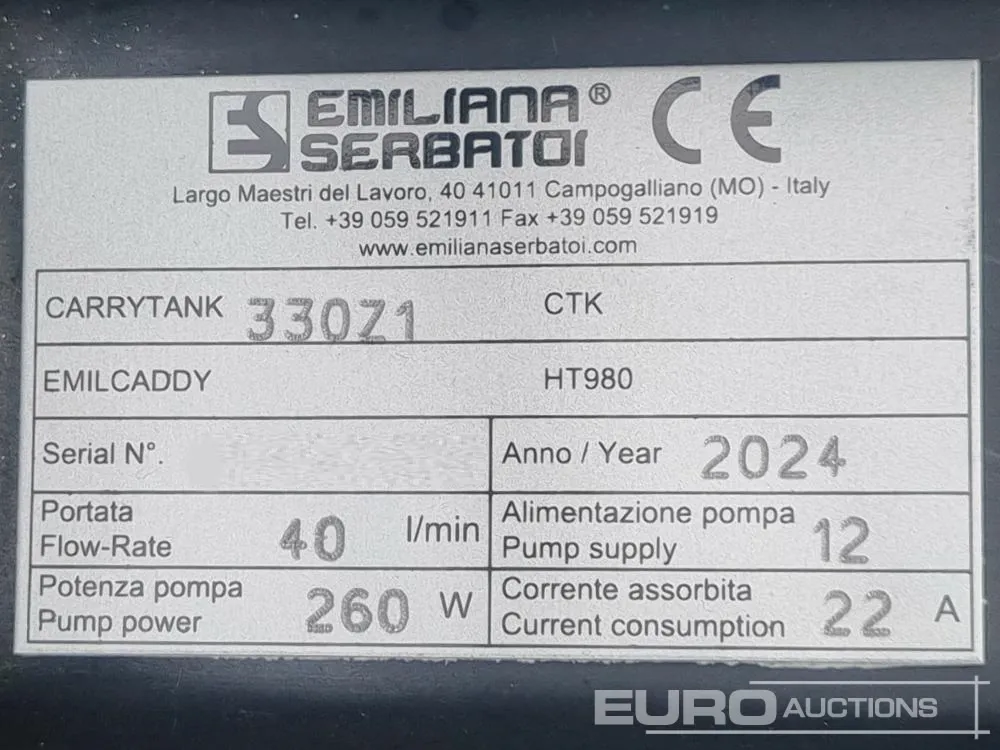 EMILIANA®
SERBATOI
CE
Largo Maestri del Lavoro, 40 41011 Campogalliano (MO) - Italy
Tel. +39 059 521911 Fax +39 059 521919
www.emilianaserbatoi.com
CARRYTANK 330Z1 CTK
EMILCADDY HT980
Serial N°. Anno / Year 2024
Portata
Flow-Rate 40 l/min
Alimentazione pompa
Pump supply 12
Potenza pompa
Pump power 260 W
Corrente assorbita
Current consumption 22 A
EURO AUCTIONS